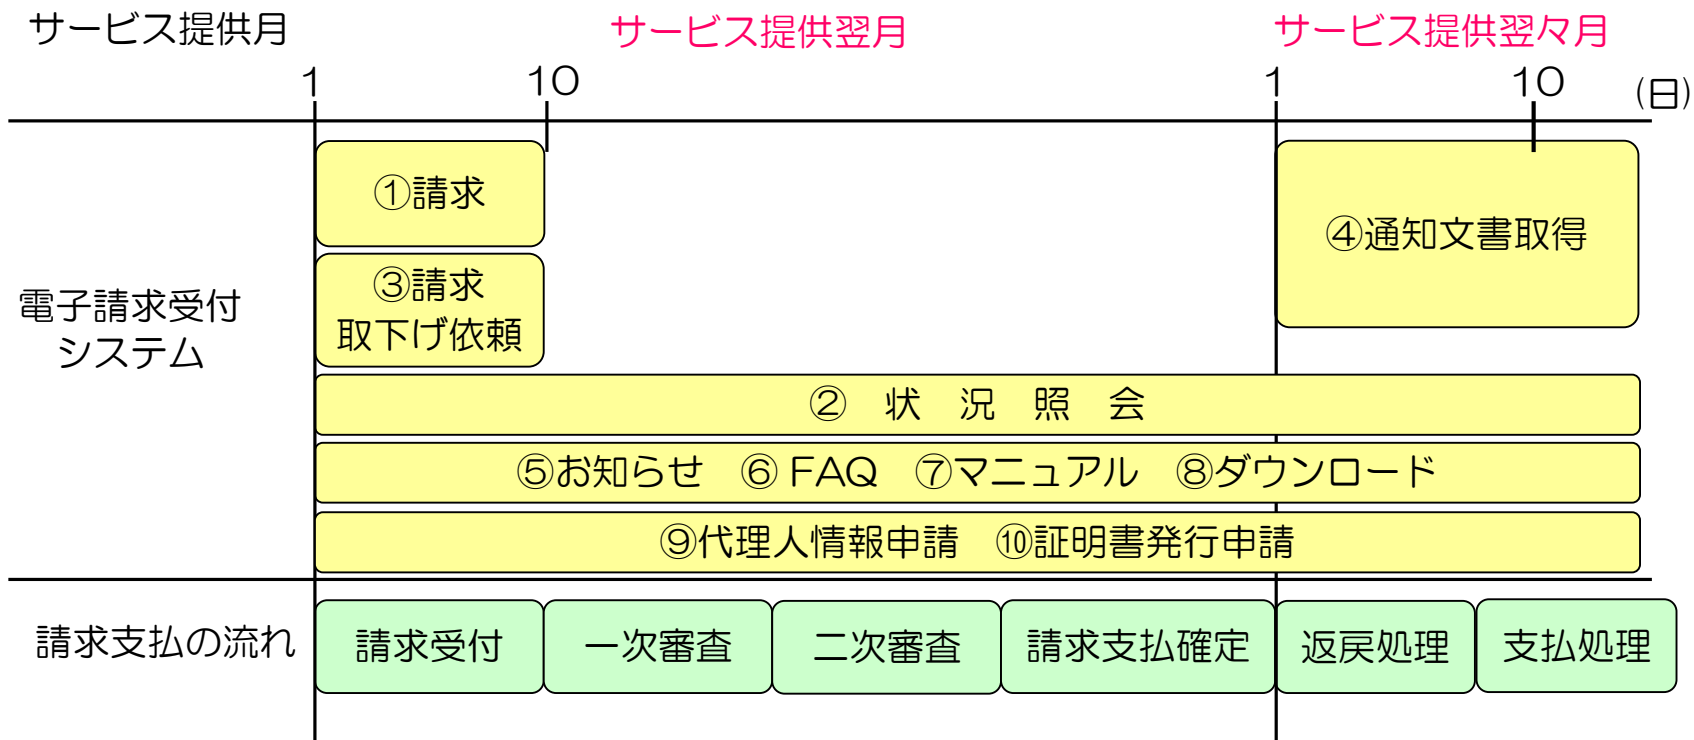 サービス提供月
サービス提供翌月
サービス提供翌々月
1
10
1
10
(日)
①請求
④通知文書取得
③請求
取下げ依頼
電子請求受付
システム
② 状 況 照 会
⑤お知らせ ⑥FAQ ⑦マニュアル ⑧ダウンロード
⑨代理人情報申請 ⑩証明書発行申請
請求支払の流れ
請求受付
一次審査
二次審査
請求支払確定
返戻処理
支払処理